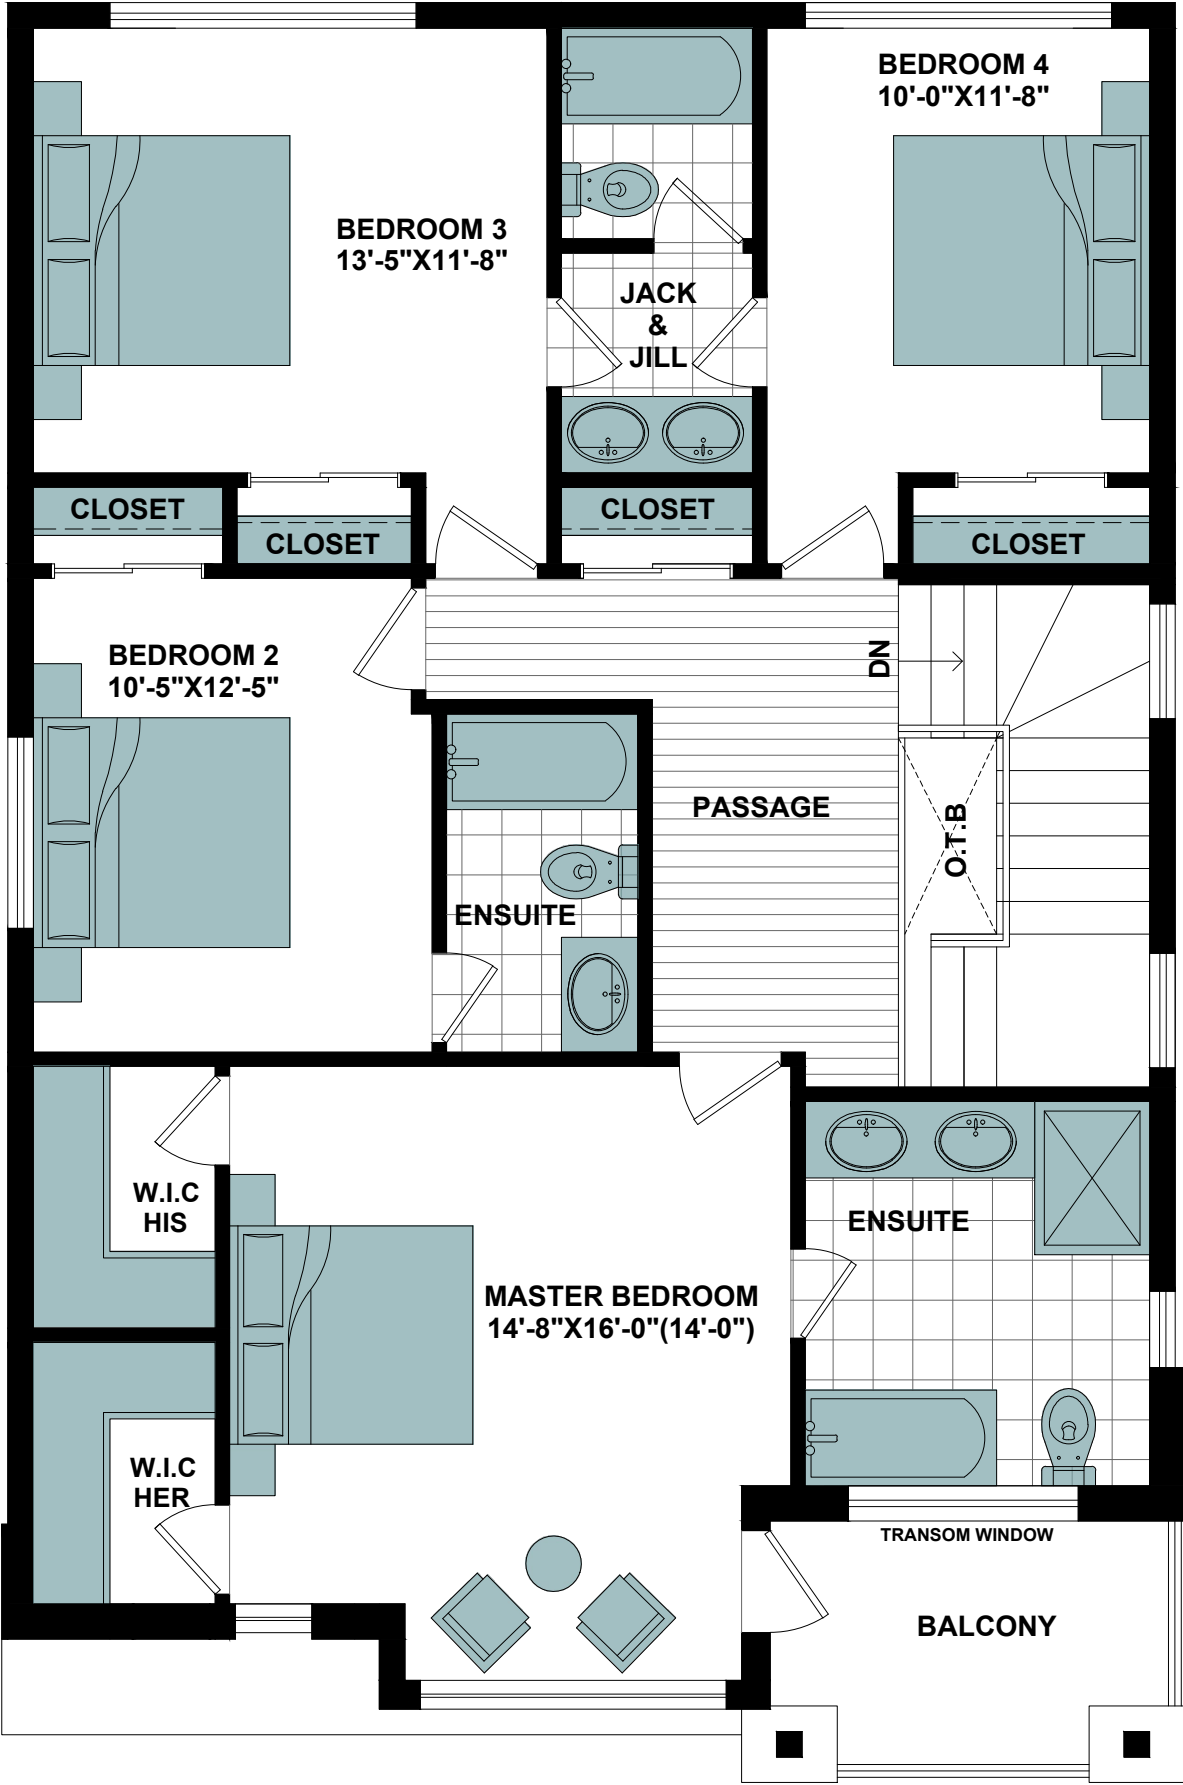 BEDROOM 4
10'-0"X11'-8"
BEDROOM 3
13'-5"X11'-8"
JACK
&
JILL
CLOSET
CLOSET
CLOSET
CLOSET
BEDROOM 2
10'-5"X12'-5"
DN
PASSAGE
O.T.B
ENSUITE
W.I.C
HIS
ENSUITE
MASTER BEDROOM
14'-8"X16'-0"(14'-0")
W.I.C
HER
TRANSOM WINDOW
BALCONY